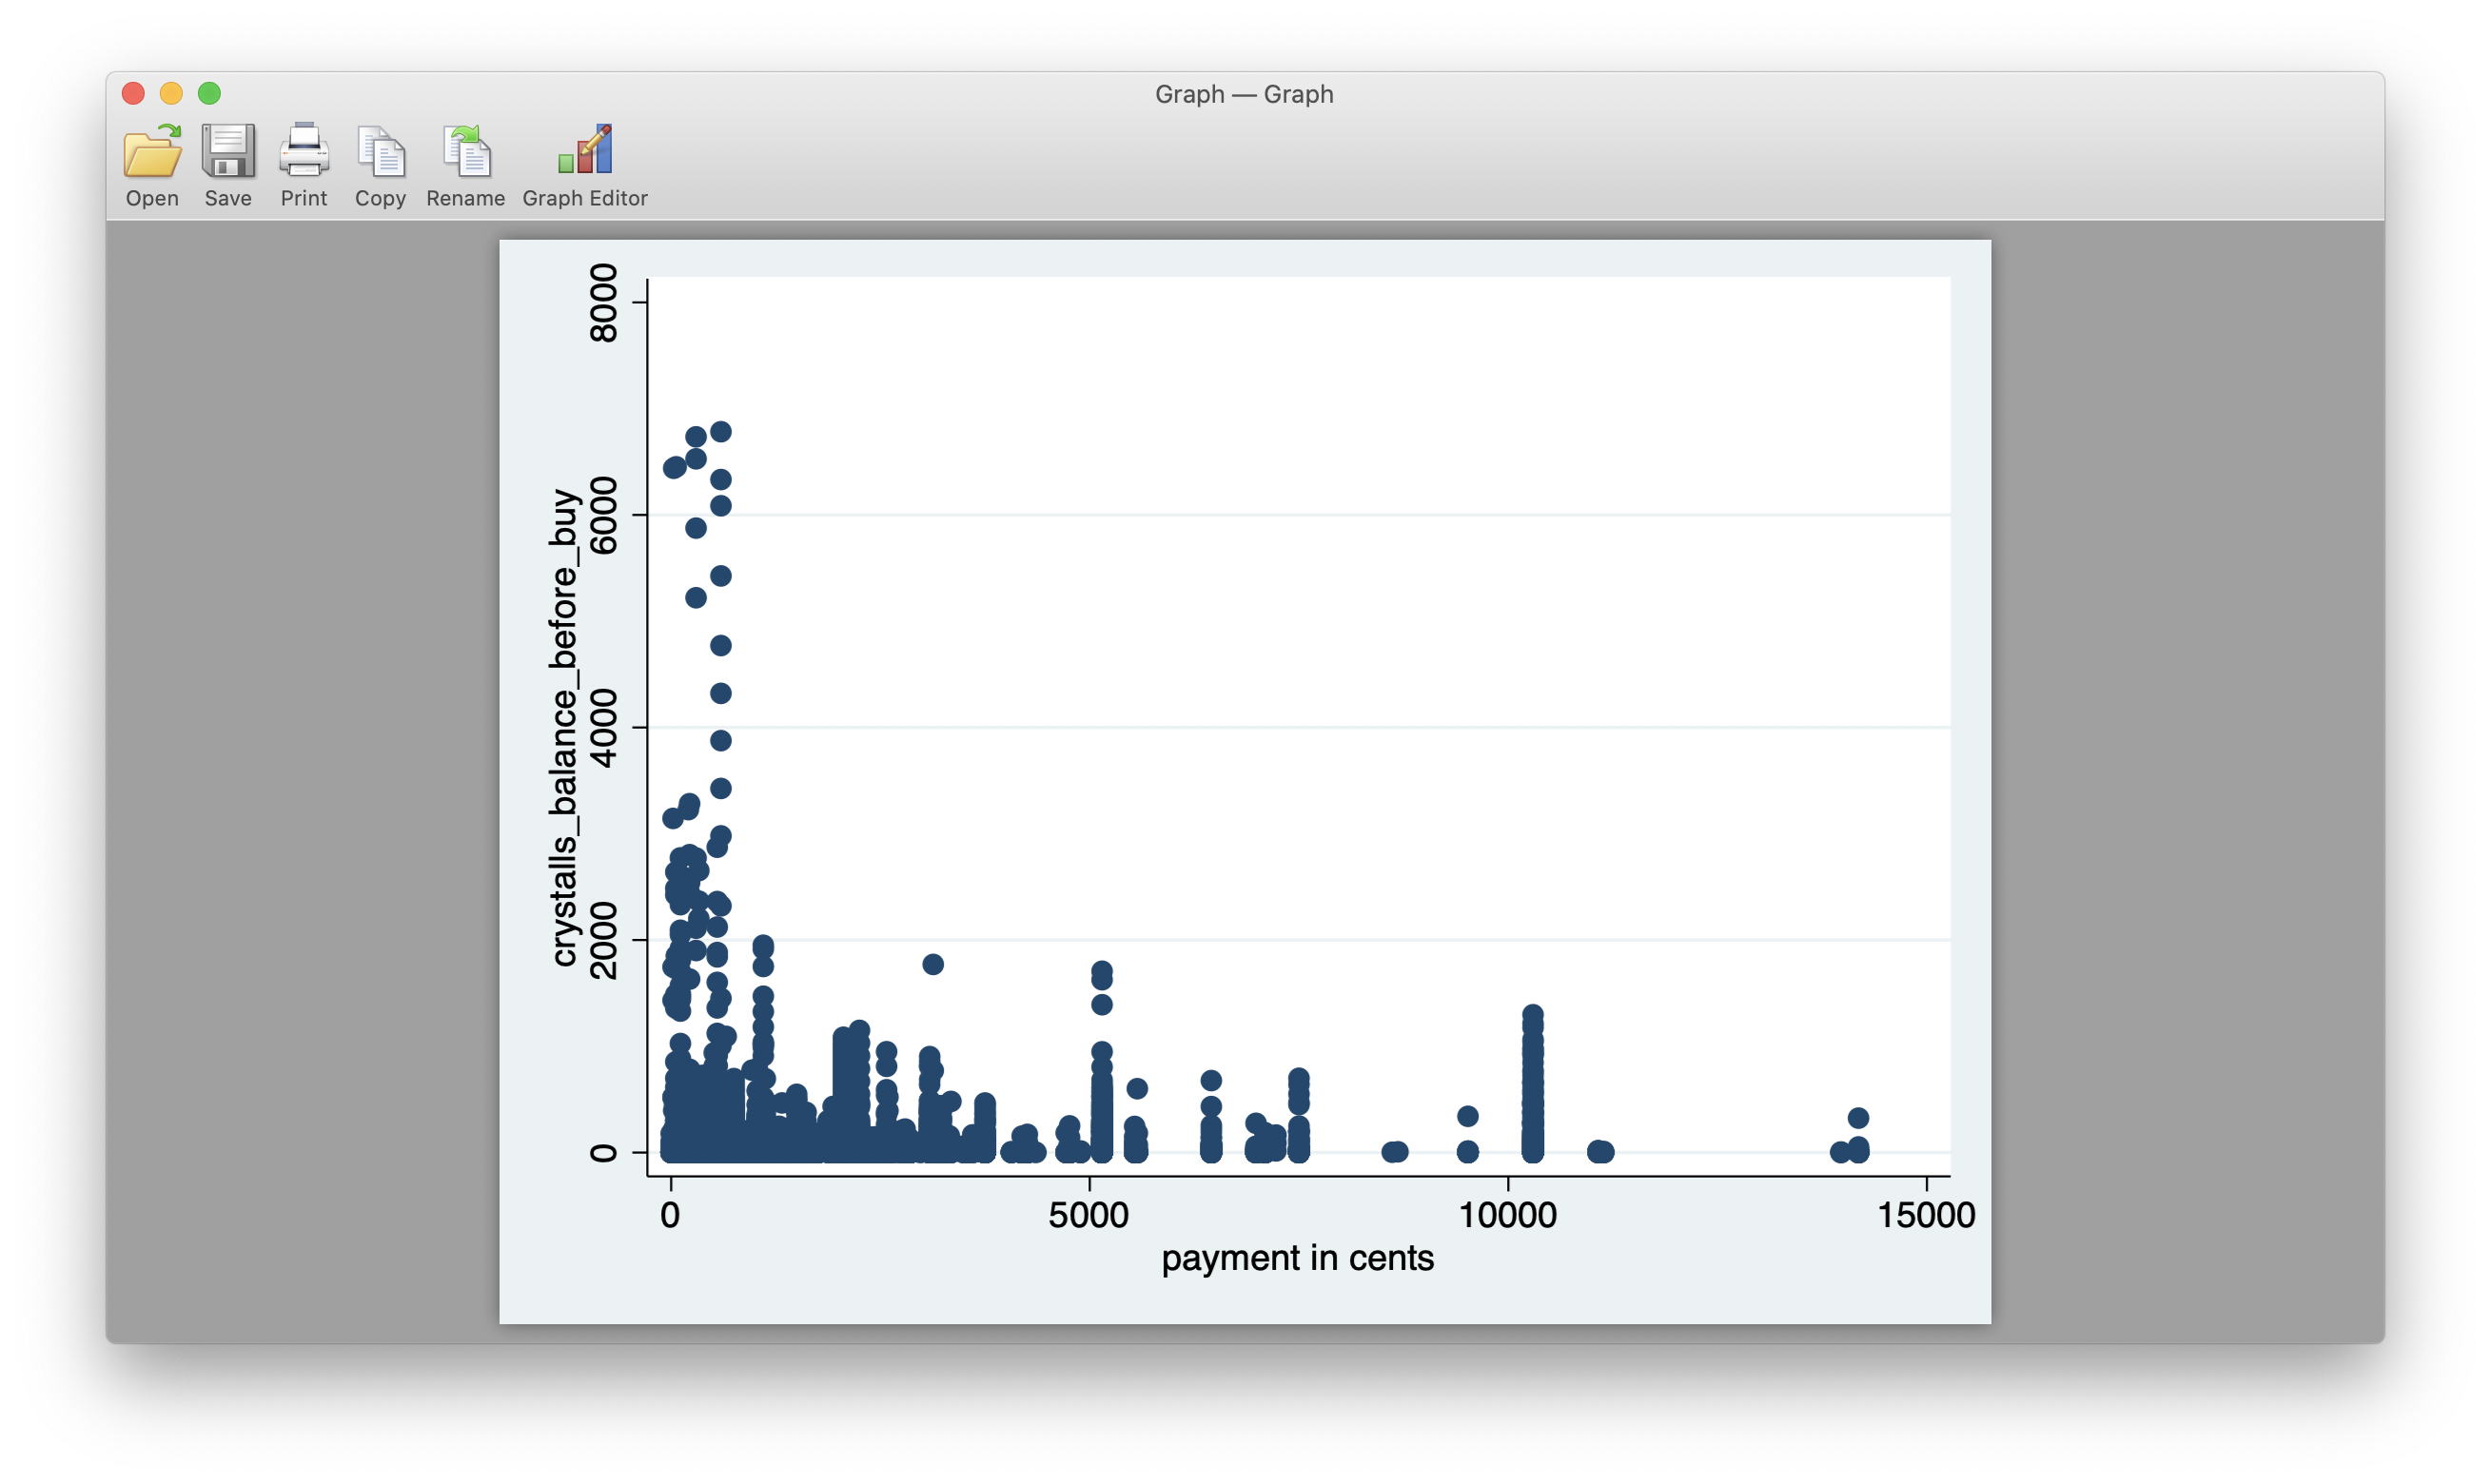 Graph — Graph
Open Save Print Copy Rename Graph Editor
crystalls_balance_before_buy
8000
6000
4000
2000
0
0 5000 10000 15000
payment in cents